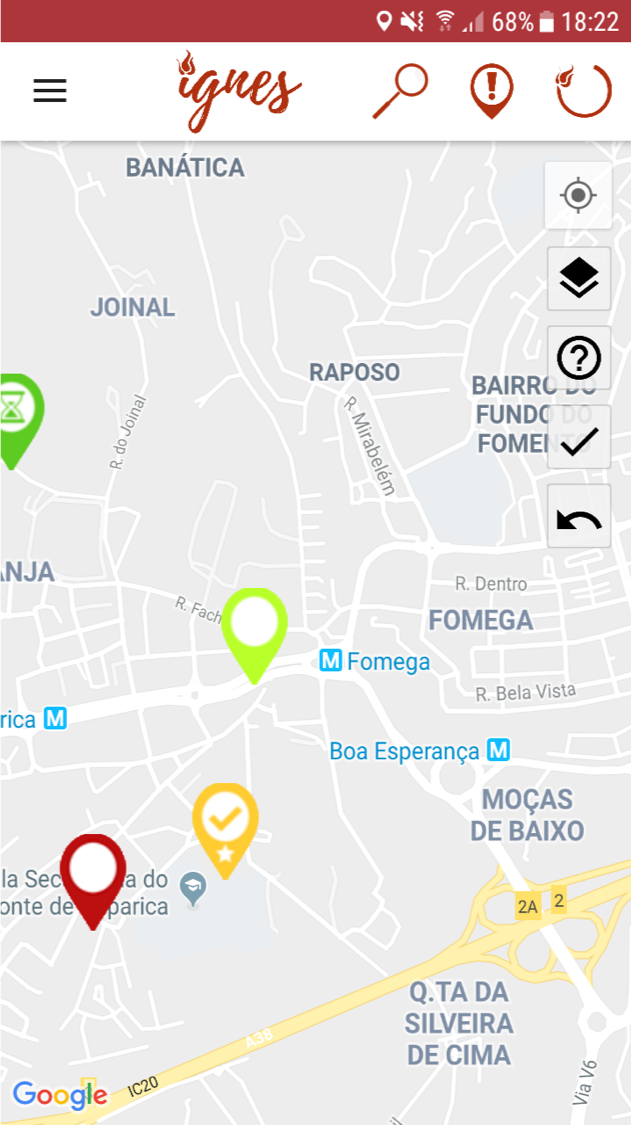 68% 18:22
ignes
BANÁTICA
JOINAL
RAPOSO
BAIRRO DO
FUNDO DO
FOMENTO
R. do Joinal
R. Mirabelém
ANJA
R. Dentro
R. Fach
FOMEGA
M Fomega
R. Bela Vista
rica M
Boa Esperança M
MOÇAS
DE BAIXO
la Sec a do
onte de parica
2A 2
Q.TA DA
SILVEIRA
DE CIMA
A38
IC20
Via V6
Google